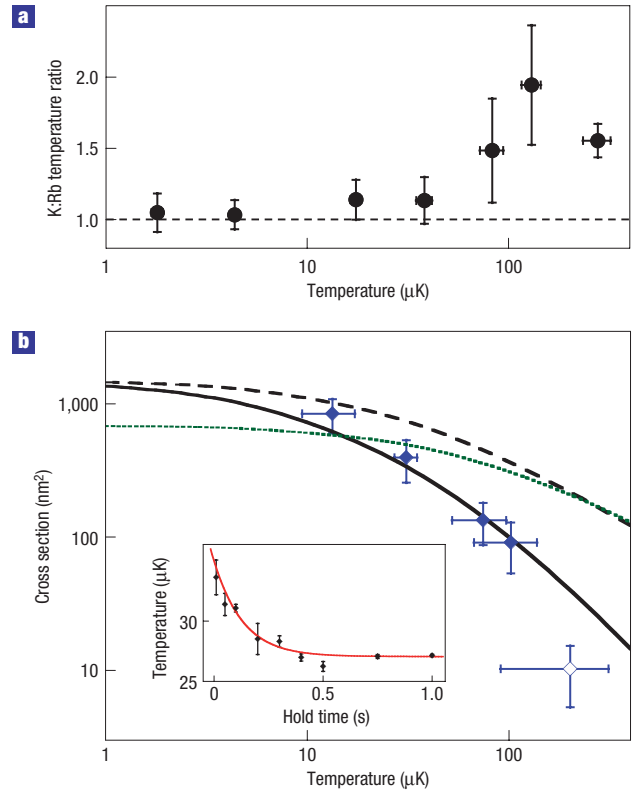 a
K:Rb temperature ratio
2.0
1.5
1.0
1
10
100
Temperature (µK)
b
Cross section (nm²)
1,000
100
10
Temperature (µK)
30
25
0
0.5
1.0
Hold time (s)
1
10
100
Temperature (µK)